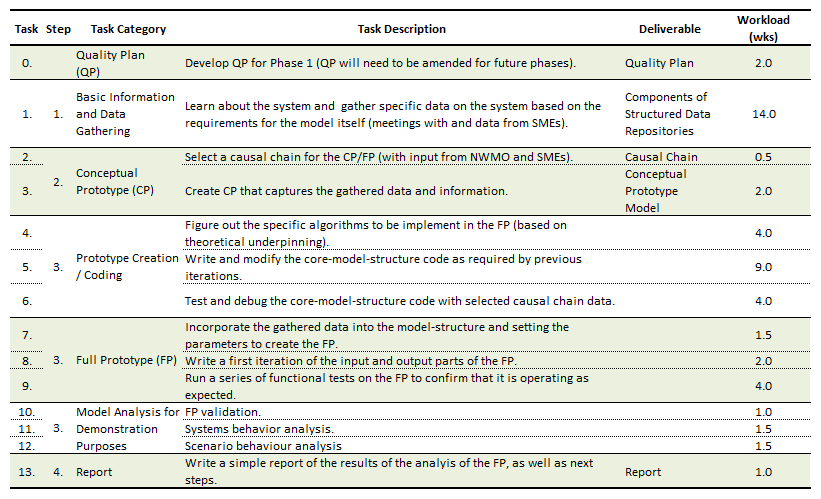 Task Step Task Category Task Description Deliverable Workload
(wks)
0. Quality Plan
(QP) Develop QP for Phase 1 (QP will need to be amended for future phases). Quality Plan 2.0
1. 1. Basic Information
and Data
Gathering Learn about the system and gather specific data on the system based on the
requirements for the model itself (meetings with and data from SMEs). Components of
Structured Data
Repositories 14.0
2. Select a causal chain for the CP/FP (with input from NWMO and SMEs). Causal Chain 0.5
2. Conceptual
Prototype (CP)
3. Create CP that captures the gathered data and information. Conceptual
Prototype
Model 2.0
4. Figure out the specific algorithms to be implement in the FP (based on
theoretical underpinning). 4.0
3. Prototype Creation
/ Coding
5. Write and modify the core-model-structure code as required by previous
iterations. 9.0
6. Test and debug the core-model-structure code with selected causal chain data. 4.0
7. Incorporate the gathered data into the model-structure and setting the
parameters to create the FP. 1.5
3. Full Prototype (FP)
8. Write a first iteration of the input and output parts of the FP. 2.0
9. Run a series of functional tests on the FP to confirm that it is operating as
expected. 4.0
10. Model Analysis for FP validation. 1.0
11. 3. Demonstration Systems behavior analysis. 1.5
12. Purposes Scenario behaviour analysis 1.5
13. 4. Report Write a simple report of the results of the analyis of the FP, as well as next
steps. Report 1.0